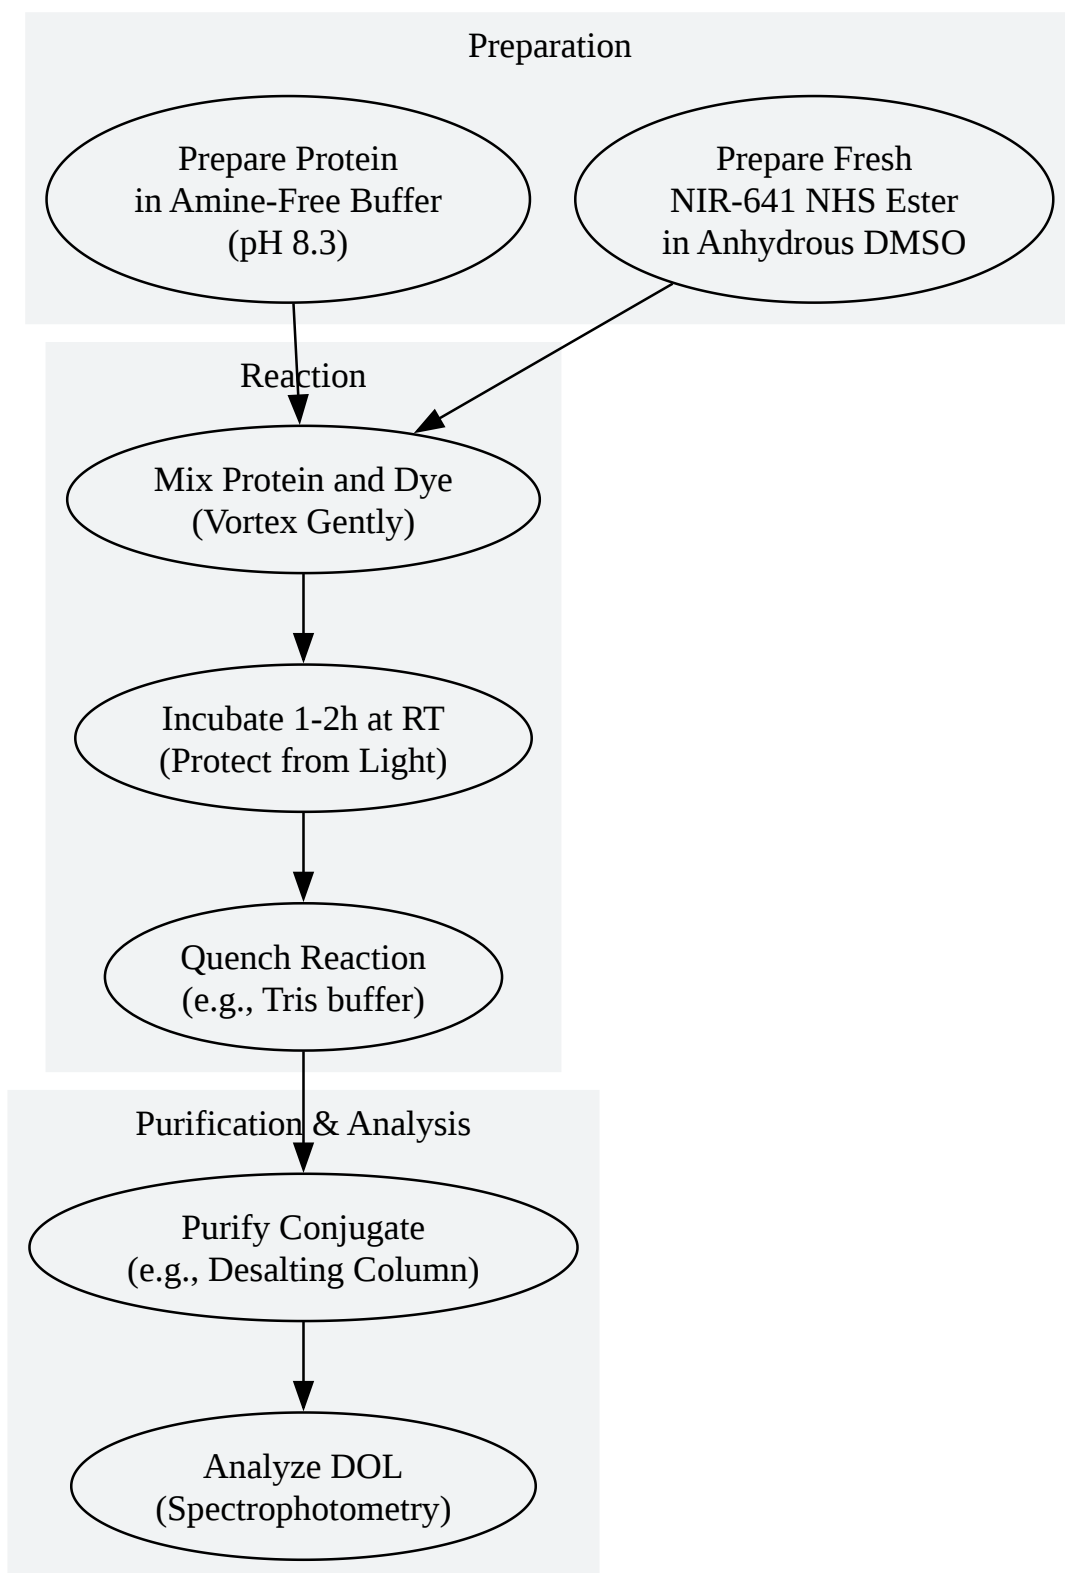 Preparation
Prepare Protein
in Amine-Free Buffer
(pH 8.3)
Prepare Fresh
NIR-641 NHS Ester
in Anhydrous DMSO
Reaction
Mix Protein and Dye
(Vortex Gently)
Incubate 1-2h at RT
(Protect from Light)
Quench Reaction
(e.g., Tris buffer)
Purification & Analysis
Purify Conjugate
(e.g., Desalting Column)
Analyze DOL
(Spectrophotometry)